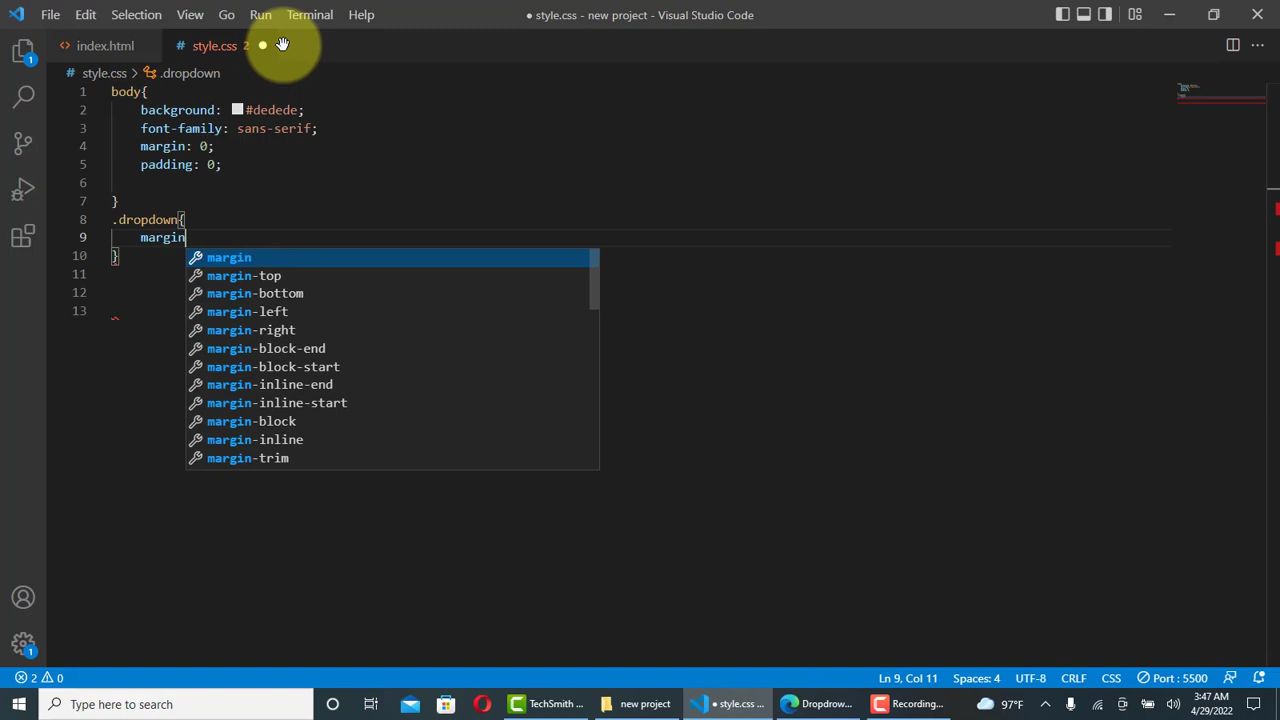 File Edit Selection View Go Run Terminal Help
● style.css - new project - Visual Studio Code
index.html
# style.css 2
# style.css > .dropdown
1 body{
2 background: #dedede;
3 font-family: sans-serif;
4 margin: 0;
5 padding: 0;
6
7 }
8 .dropdown{
9 margin
10 }
11
12
13
margin
margin-top
margin-bottom
margin-left
margin-right
margin-block-end
margin-block-start
margin-inline-end
margin-inline-start
margin-block
margin-inline
margin-trim
1
1
2 0
Ln 9, Col 11 Spaces: 4 UTF-8 CRLF CSS Port : 5500
Type here to search
TechSmith ...
new project
● style.css ...
Dropdrow...
Recording...
97°F
3:47 AM
4/29/2022